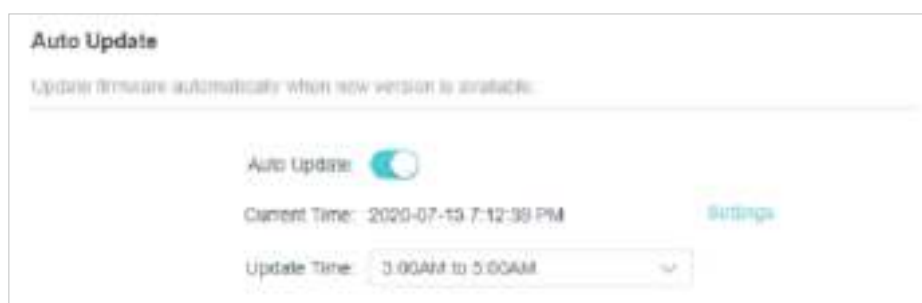 Auto Update
Update firmware automatically when new version is available.
Auto Update:
Current Time: 2020-07-13 7:12:39 PM Settings
Update Time: 3:00AM to 5:00AM